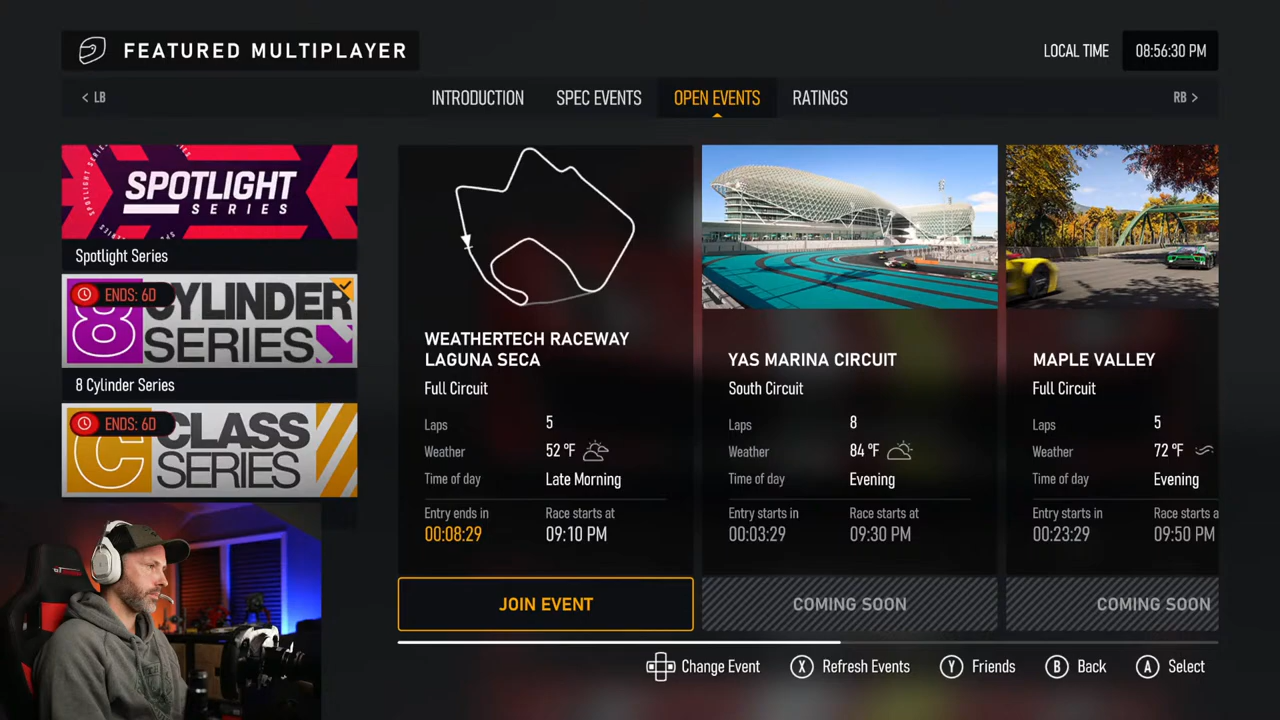 FEATURED MULTIPLAYER
LOCAL TIME 08:56:30 PM
< LB INTRODUCTION SPEC EVENTS OPEN EVENTS RATINGS RB >
SPOTLIGHT
SERIES
Spotlight Series
ENDS: 6D
8 CYLINDER
SERIES
8 Cylinder Series
ENDS: 6D
C CLASS
SERIES
WEATHERTECH RACEWAY
LAGUNA SECA
Full Circuit
Laps 5
Weather 52 °F
Time of day Late Morning
Entry ends in Race starts at
00:08:29 09:10 PM
JOIN EVENT
YAS MARINA CIRCUIT
South Circuit
Laps 8
Weather 84 °F
Time of day Evening
Entry starts in Race starts at
00:03:29 09:30 PM
COMING SOON
MAPLE VALLEY
Full Circuit
Laps 5
Weather 72 °F
Time of day Evening
Entry starts in Race starts a
00:23:29 09:50 PM
COMING SOON
Change Event X Refresh Events Y Friends B Back A Select